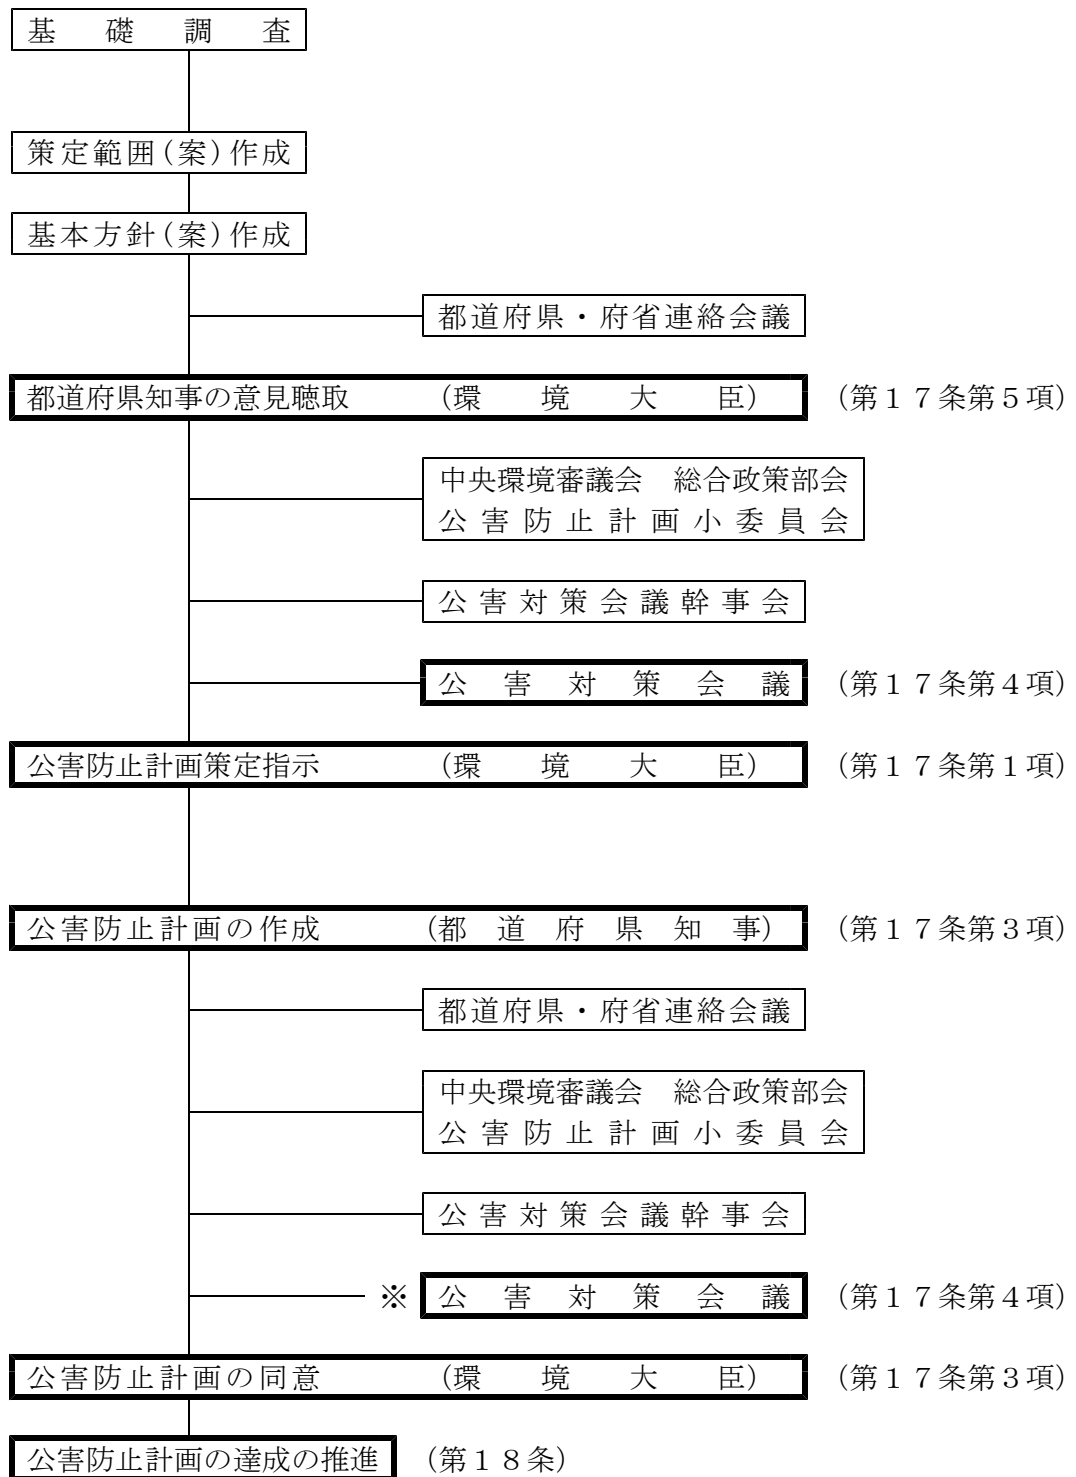 基礎調査
策定範囲(案)作成
基本方針(案)作成
都道府県・府省連絡会議
都道府県知事の意見聴取 (環境大臣) (第17条第5項)
中央環境審議会 総合政策部会
公害防止計画小委員会
公害対策会議幹事会
公害対策会議 (第17条第4項)
公害防止計画策定指示 (環境大臣) (第17条第1項)
公害防止計画の作成 (都道府県知事) (第17条第3項)
都道府県・府省連絡会議
中央環境審議会 総合政策部会
公害防止計画小委員会
公害対策会議幹事会
※ 公害対策会議 (第17条第4項)
公害防止計画の同意 (環境大臣) (第17条第3項)
公害防止計画の達成の推進 (第18条)